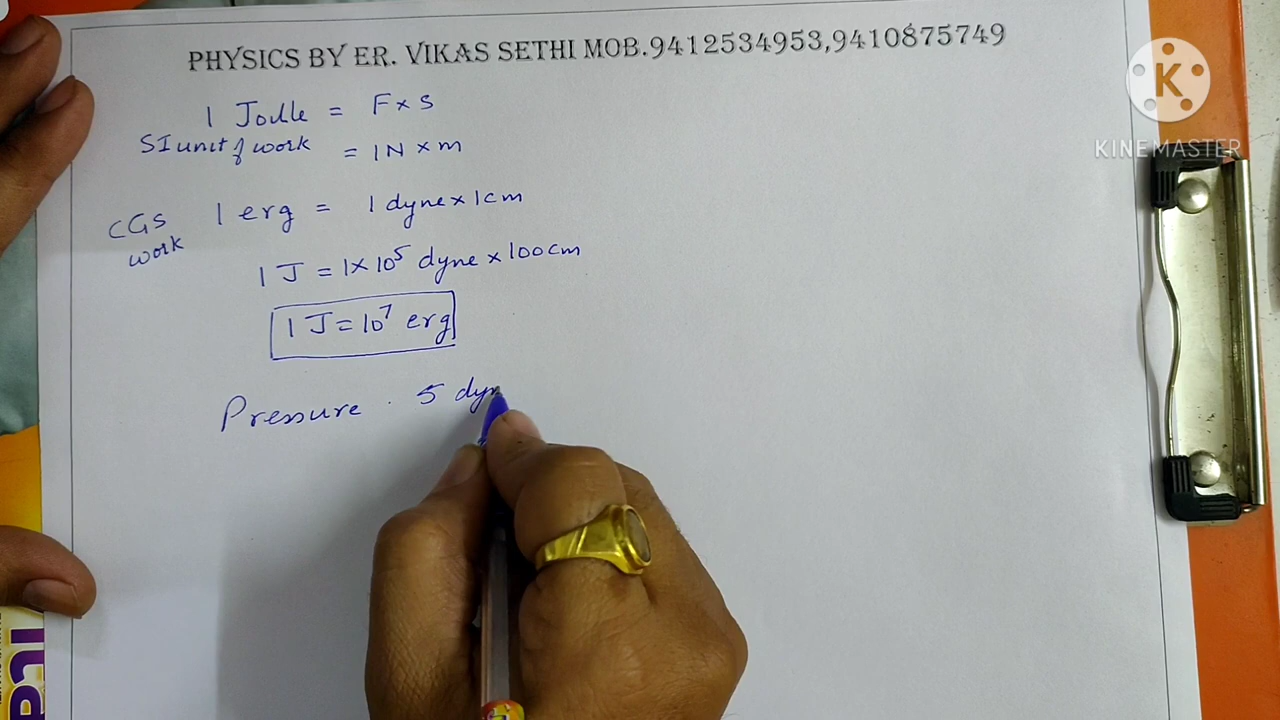 PHYSICS BY ER. VIKAS SETHI MOB.9412534953,9410875749
K
KINEMASTER
1 Joule = F × S
SI unit of work = 1N × m
CGS work 1 erg = 1 dyne × 1cm
1 J = 1 × 10⁵ dyne × 100cm
1 J = 10⁷ erg
Pressure . 5 dyn